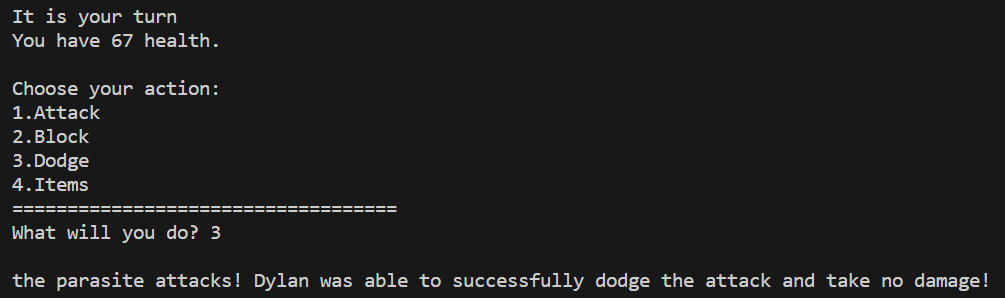 It is your turn
You have 67 health.
Choose your action:
1.Attack
2.Block
3.Dodge
4.Items
===================================
What will you do? 3
the parasite attacks! Dylan was able to successfully dodge the attack and take no damage!